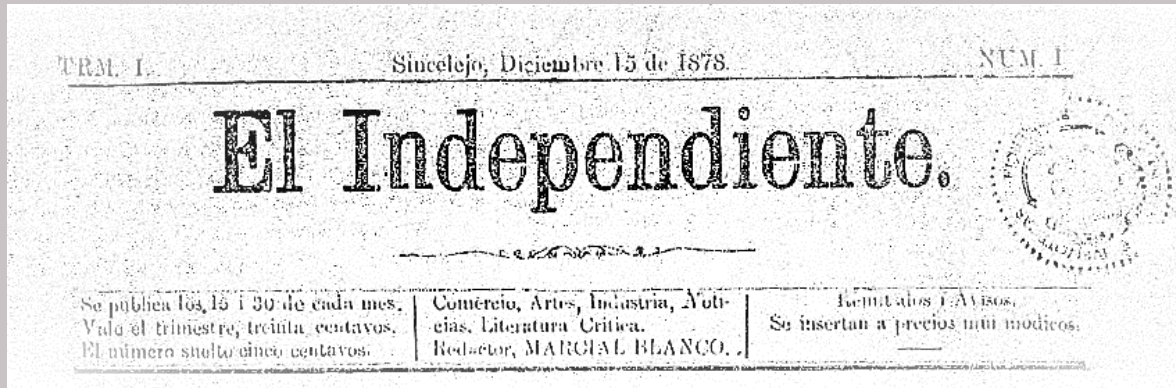 TRM. I. Sincelejo, Diciembre 15 de 1878. NUM. I
El Independiente.
Se publica los 15 i 30 de cada mes.
Vale el trimestre, treinta centavos.
El número suelto cinco centavos.
Comercio, Artes, Industria, Noti-
cias, Literatura Crítica.
Redactor, MARCIAL BLANCO.
Remitidos i Avisos.
Se insertan a precios mui módicos.